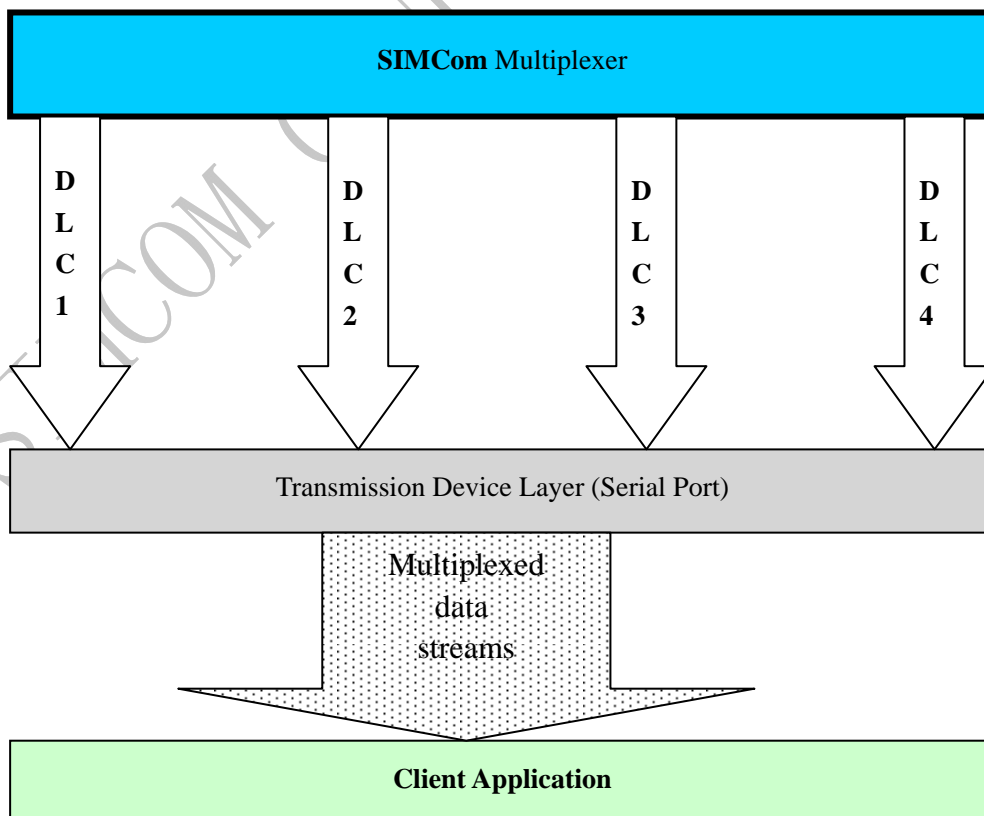 SIMCom Multiplexer
D
L
C
1
D
L
C
2
D
L
C
3
D
L
C
4
Transmission Device Layer (Serial Port)
Multiplexed
data
streams
Client Application